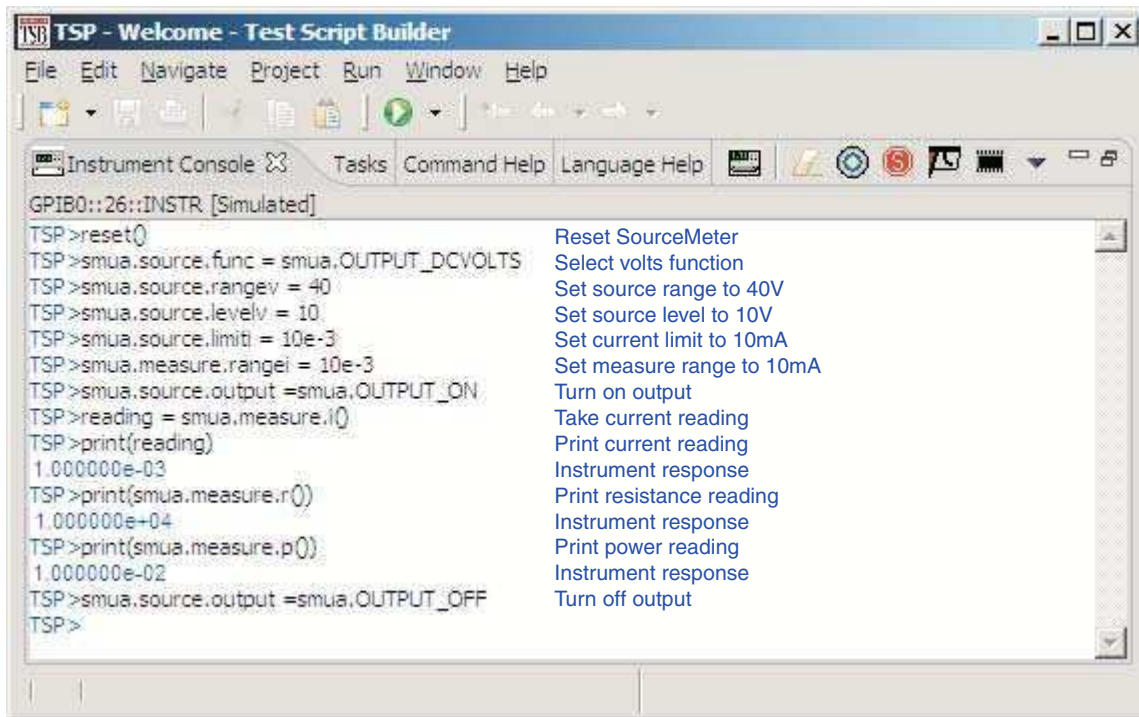 TSB TSP - Welcome - Test Script Builder
File Edit Navigate Project Run Window Help
Instrument Console Tasks Command Help Language Help
GPIB0::26::INSTR [Simulated]
TSP>reset() Reset SourceMeter
TSP>smua.source.func = smua.OUTPUT_DCVOLTS Select volts function
TSP>smua.source.rangev = 40 Set source range to 40V
TSP>smua.source.levelv = 10 Set source level to 10V
TSP>smua.source.limiti = 10e-3 Set current limit to 10mA
TSP>smua.measure.rangei = 10e-3 Set measure range to 10mA
TSP>smua.source.output =smua.OUTPUT_ON Turn on output
TSP>reading = smua.measure.i() Take current reading
TSP>print(reading) Print current reading
1.000000e-03 Instrument response
TSP>print(smua.measure.r()) Print resistance reading
1.000000e+04 Instrument response
TSP>print(smua.measure.p()) Print power reading
1.000000e-02 Instrument response
TSP>smua.source.output =smua.OUTPUT_OFF Turn off output
TSP>